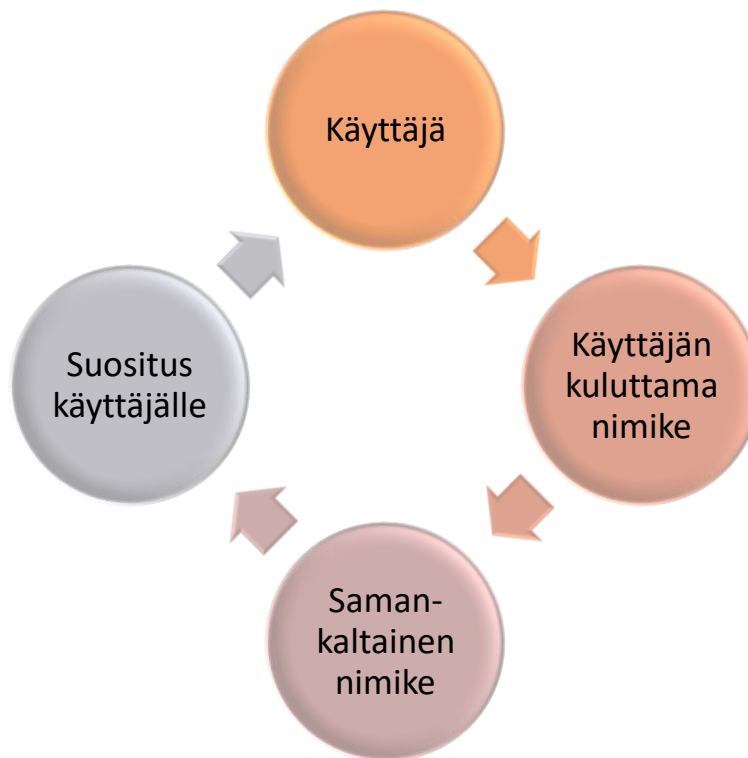 Käyttäjä
Käyttäjän
kuluttama
nimike
Saman-
kaltainen
nimike
Suositus
käyttäjälle